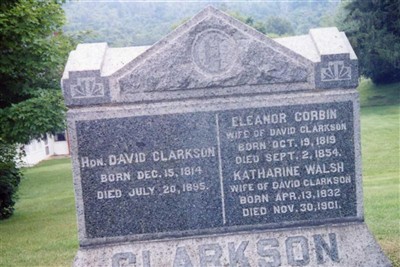 HON. DAVID CLARKSON
BORN DEC. 15, 1814
DIED JULY 20, 1895.
ELEANOR CORBIN
WIFE OF DAVID CLARKSON
BORN OCT. 19, 1819
DIED SEPT. 2, 1854.
KATHARINE WALSH
WIFE OF DAVID CLARKSON
BORN APR. 13, 1832
DIED NOV. 30, 1901.
CLARKSON